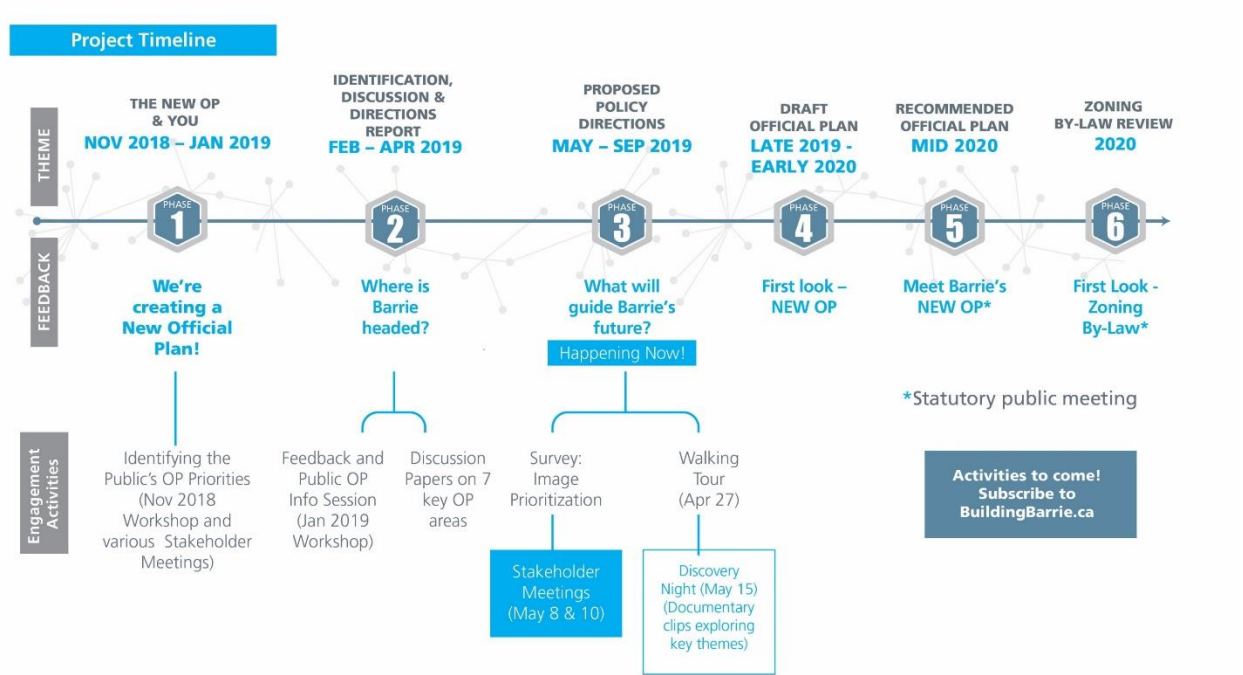 Project Timeline
THEME
THE NEW OP
& YOU
NOV 2018 – JAN 2019
IDENTIFICATION,
DISCUSSION &
DIRECTIONS
REPORT
FEB – APR 2019
PROPOSED
POLICY
DIRECTIONS
MAY – SEP 2019
DRAFT
OFFICIAL PLAN
LATE 2019 -
EARLY 2020
RECOMMENDED
OFFICIAL PLAN
MID 2020
ZONING
BY-LAW REVIEW
2020
PHASE
1
PHASE
2
PHASE
3
PHASE
4
PHASE
5
PHASE
6
FEEDBACK
We're
creating a
New Official
Plan!
Where is
Barrie
headed?
What will
guide Barrie's
future?
Happening Now!
First look –
NEW OP
Meet Barrie's
NEW OP*
First Look -
Zoning
By-Law*
*Statutory public meeting
Engagement
Activities
Identifying the
Public's OP Priorities
(Nov 2018
Workshop and
various Stakeholder
Meetings)
Feedback and
Public OP
Info Session
(Jan 2019
Workshop)
Discussion
Papers on 7
key OP
areas
Survey:
Image
Prioritization
Stakeholder
Meetings
(May 8 & 10)
Walking
Tour
(Apr 27)
Discovery
Night (May 15)
(Documentary
clips exploring
key themes)
Activities to come!
Subscribe to
BuildingBarrie.ca